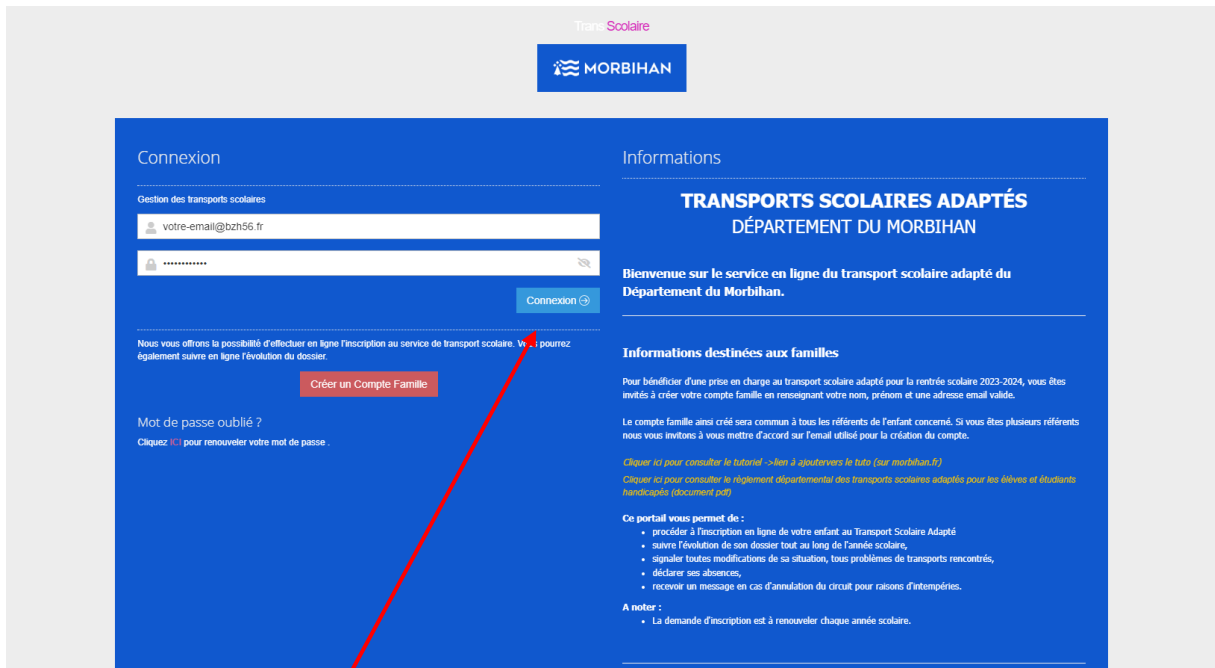 Trans Scolaire
MORBIHAN
Connexion
Gestion des transports scolaires
votre-email@bzh56.fr
••••••••••••
Connexion
Nous vous offrons la possibilité d'effectuer en ligne l'inscription au service de transport scolaire. Vous pourrez
également suivre en ligne l'évolution du dossier.
Créer un Compte Famille
Mot de passe oublié ?
Cliquez ICI pour renouveler votre mot de passe .
Informations
TRANSPORTS SCOLAIRES ADAPTÉS
DÉPARTEMENT DU MORBIHAN
Bienvenue sur le service en ligne du transport scolaire adapté du
Département du Morbihan.
Informations destinées aux familles
Pour bénéficier d'une prise en charge au transport scolaire adapté pour la rentrée scolaire 2023-2024, vous êtes
invités à créer votre compte famille en renseignant votre nom, prénom et une adresse email valide.
Le compte famille ainsi créé sera commun à tous les référents de l'enfant concerné. Si vous êtes plusieurs référents
nous vous invitons à vous mettre d'accord sur l'email utilisé pour la création du compte.
Cliquer ici pour consulter le tutoriel ->lien à ajoutervers le tuto (sur morbihan.fr)
Cliquer ici pour consulter le règlement départemental des transports scolaires adaptés pour les élèves et étudiants
handicapés (document pdf)
Ce portail vous permet de :
• procéder à l'inscription en ligne de votre enfant au Transport Scolaire Adapté
• suivre l'évolution de son dossier tout au long de l'année scolaire,
• signaler toutes modifications de sa situation, tous problèmes de transports rencontrés,
• déclarer ses absences,
• recevoir un message en cas d'annulation du circuit pour raisons d'intempéries.
A noter :
• La demande d'inscription est à renouveler chaque année scolaire.